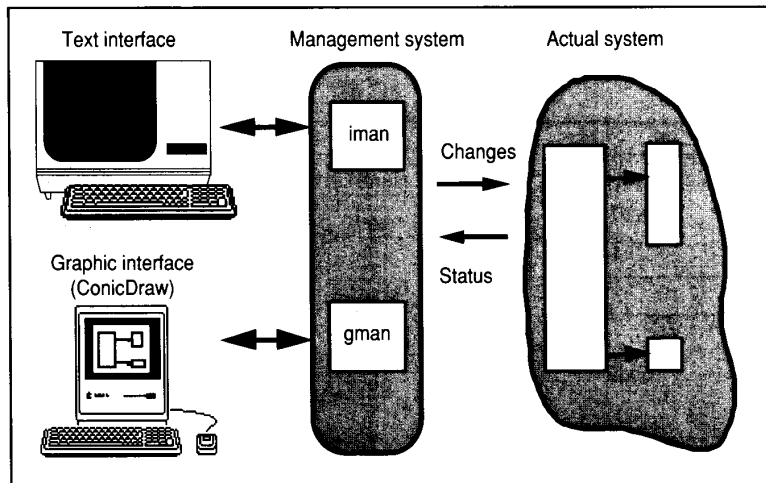 Text interface
Management system
Actual system
iman
Changes
Status
Graphic interface
(ConicDraw)
gman